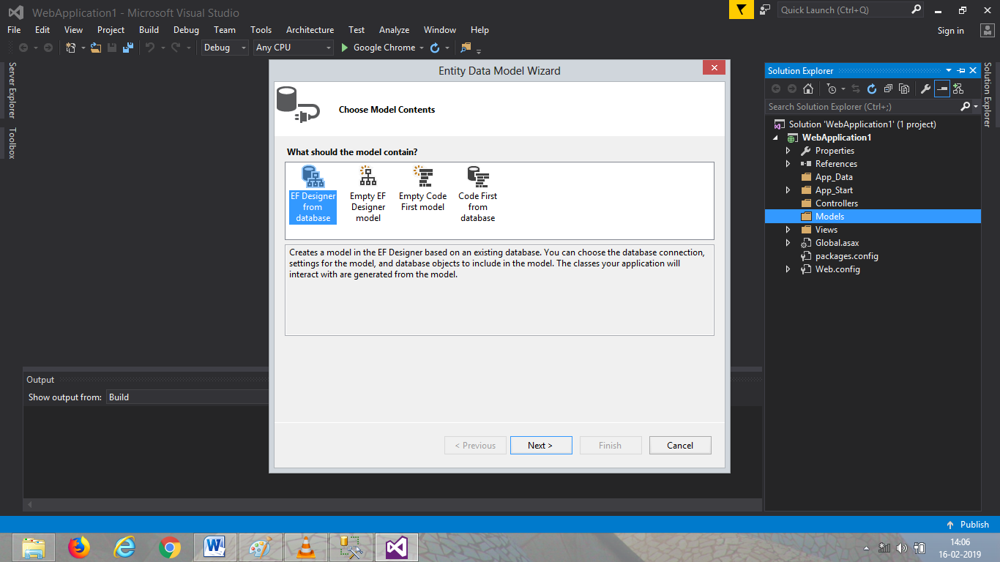 WebApplication1 - Microsoft Visual Studio
Quick Launch (Ctrl+Q)
File Edit View Project Build Debug Team Tools Architecture Test Analyze Window Help
Sign in
Debug Any CPU Google Chrome
Server Explorer
Toolbox
Entity Data Model Wizard
Choose Model Contents
What should the model contain?
EF Designer
from
database
Empty EF
Designer
model
Empty Code
First model
Code First
from
database
Creates a model in the EF Designer based on an existing database. You can choose the database connection,
settings for the model, and database objects to include in the model. The classes your application will
interact with are generated from the model.
< Previous Next > Finish Cancel
Output
Show output from: Build
Solution Explorer
Search Solution Explorer (Ctrl+;)
Solution 'WebApplication1' (1 project)
WebApplication1
Properties
References
App_Data
App_Start
Controllers
Models
Views
Global.asax
packages.config
Web.config
Solution Explorer
Publish
14:06
16-02-2019